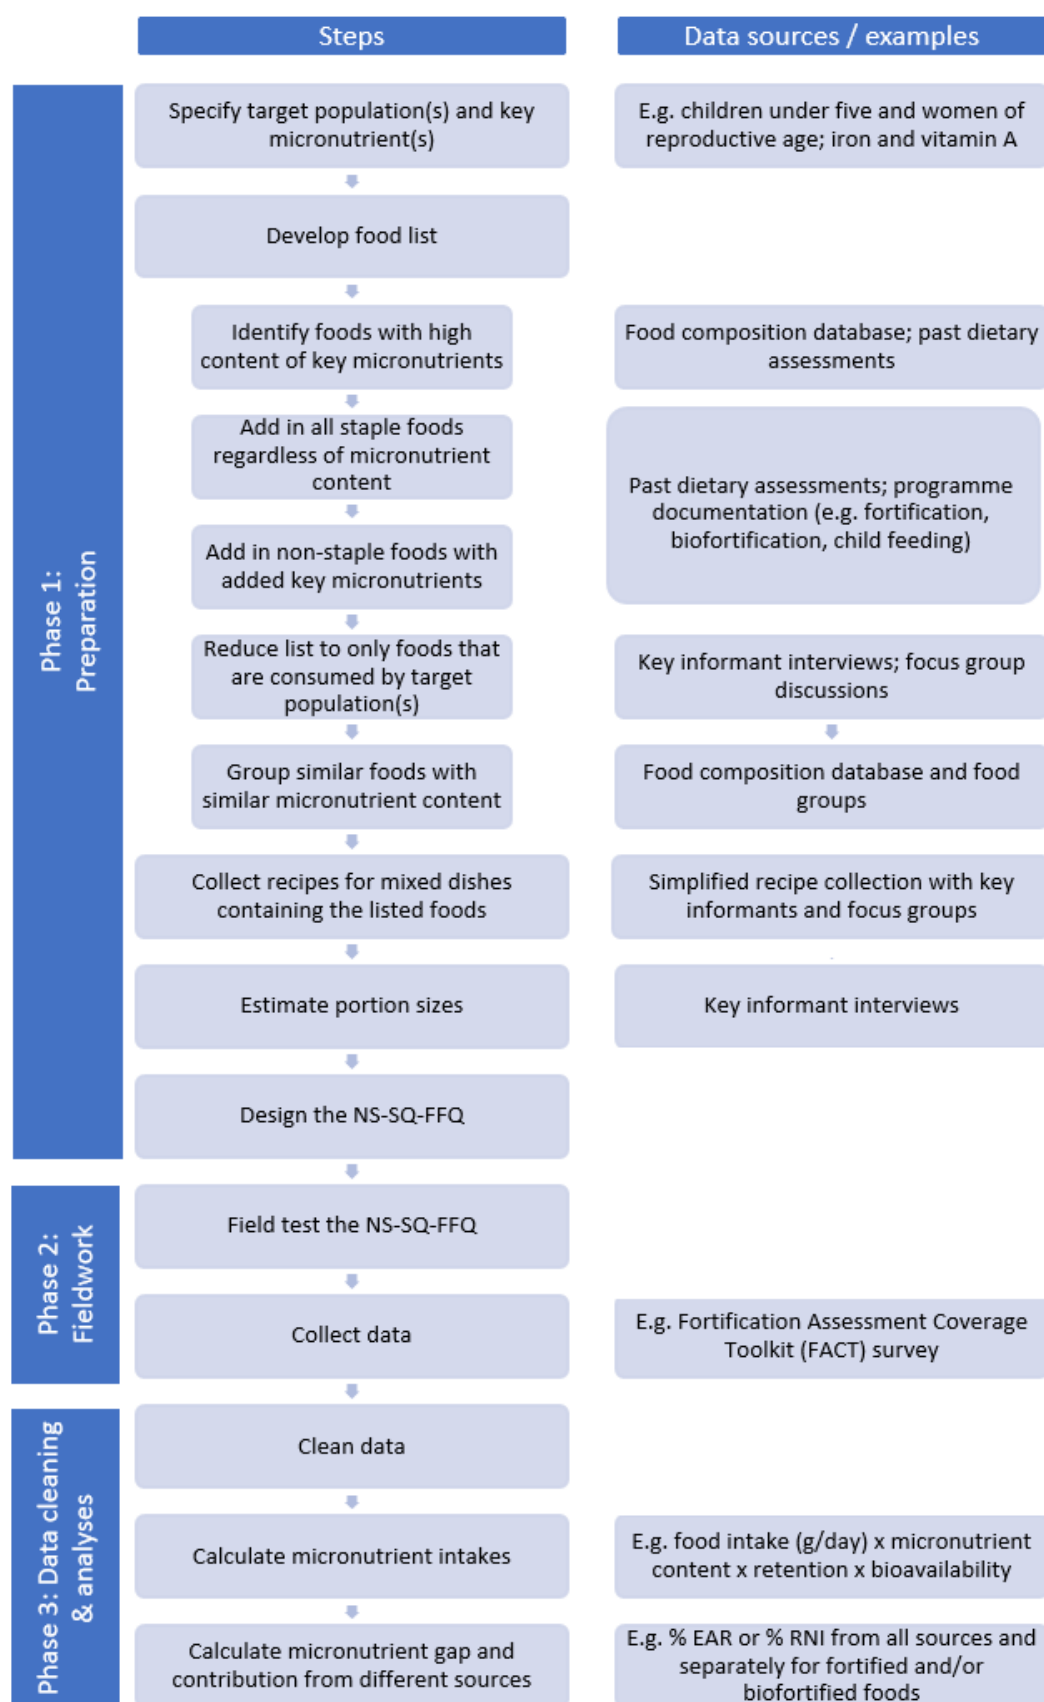 Steps
Data sources / examples
Phase 1:
Preparation
Specify target population(s) and key
micronutrient(s)
E.g. children under five and women of
reproductive age; iron and vitamin A
Develop food list
Identify foods with high
content of key micronutrients
Food composition database; past dietary
assessments
Add in all staple foods
regardless of micronutrient
content
Past dietary assessments; programme
documentation (e.g. fortification,
biofortification, child feeding)
Add in non-staple foods with
added key micronutrients
Reduce list to only foods that
are consumed by target
population(s)
Key informant interviews; focus group
discussions
Group similar foods with
similar micronutrient content
Food composition database and food
groups
Collect recipes for mixed dishes
containing the listed foods
Simplified recipe collection with key
informants and focus groups
Estimate portion sizes
Key informant interviews
Design the NS-SQ-FFQ
Phase 2:
Fieldwork
Field test the NS-SQ-FFQ
Collect data
E.g. Fortification Assessment Coverage
Toolkit (FACT) survey
Phase 3: Data cleaning
& analyses
Clean data
Calculate micronutrient intakes
E.g. food intake (g/day) x micronutrient
content x retention x bioavailability
Calculate micronutrient gap and
contribution from different sources
E.g. % EAR or % RNI from all sources and
separately for fortified and/or
biofortified foods